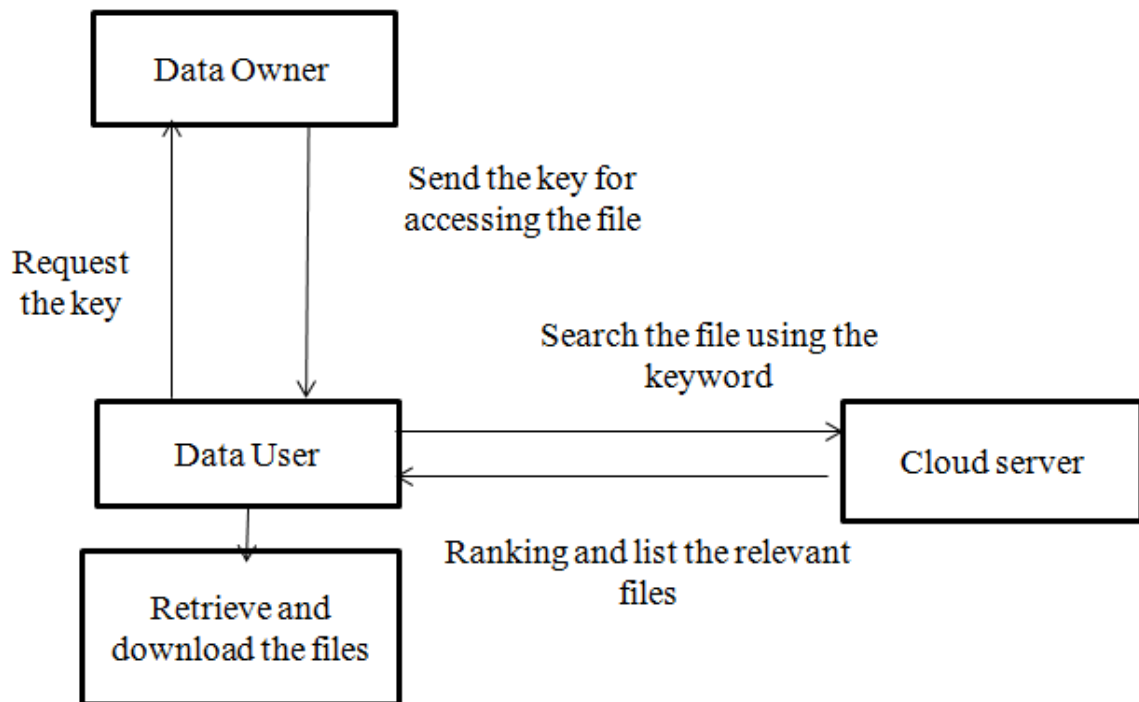 Data Owner
Send the key for
accessing the file
Request
the key
Search the file using the
keyword
Data User
Cloud server
Ranking and list the relevant
files
Retrieve and
download the files